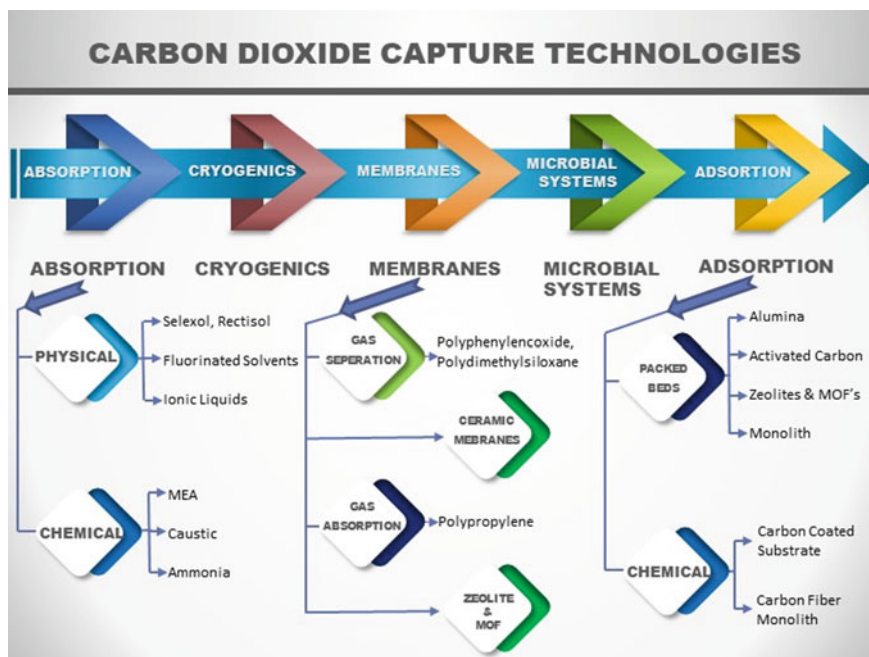 CARBON DIOXIDE CAPTURE TECHNOLOGIES
ABSORPTION
CRYOGENICS
MEMBRANES
MICROBIAL
SYSTEMS
ADSORTION
ABSORPTION
CRYOGENICS
MEMBRANES
MICROBIAL
SYSTEMS
ADSORPTION
PHYSICAL
Selexol, Rectisol
Fluorinated Solvents
Ionic Liquids
CHEMICAL
MEA
Caustic
Ammonia
GAS
SEPERATION
Polyphenylencoxide,
Polydimethylsiloxane
CERAMIC
MEBRANES
GAS
ABSORPTION
Polypropylene
ZEOLITE
&
MOF
PACKED
BEDS
Alumina
Activated Carbon
Zeolites & MOF's
Monolith
CHEMICAL
Carbon Coated
Substrate
Carbon Fiber
Monolith